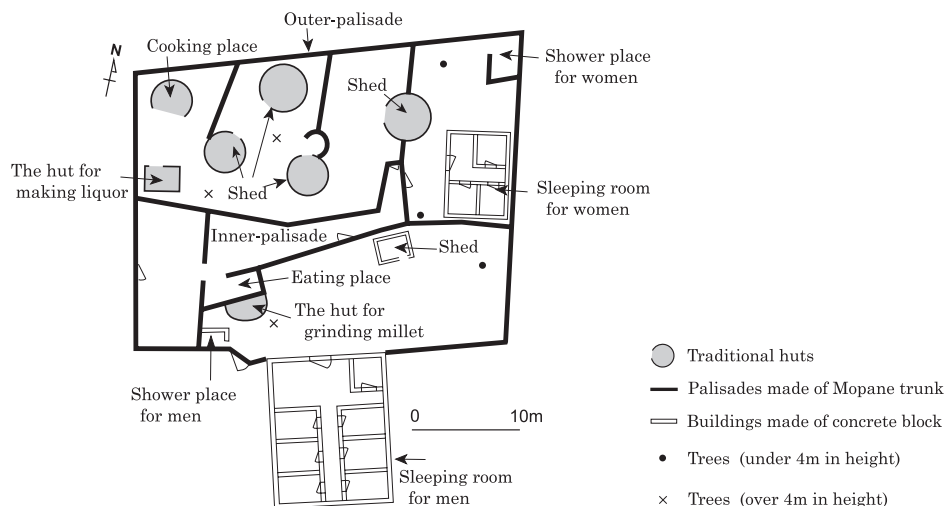 Outer-palisade
N
Cooking place
Shower place
for women
Shed
The hut for
making liquor
Shed
Sleeping room
for women
Inner-palisade
Shed
Eating place
The hut for
grinding millet
Shower place
for men
0 10m
Sleeping room
for men
Traditional huts
Palisades made of Mopane trunk
Buildings made of concrete block
Trees (under 4m in height)
Trees (over 4m in height)